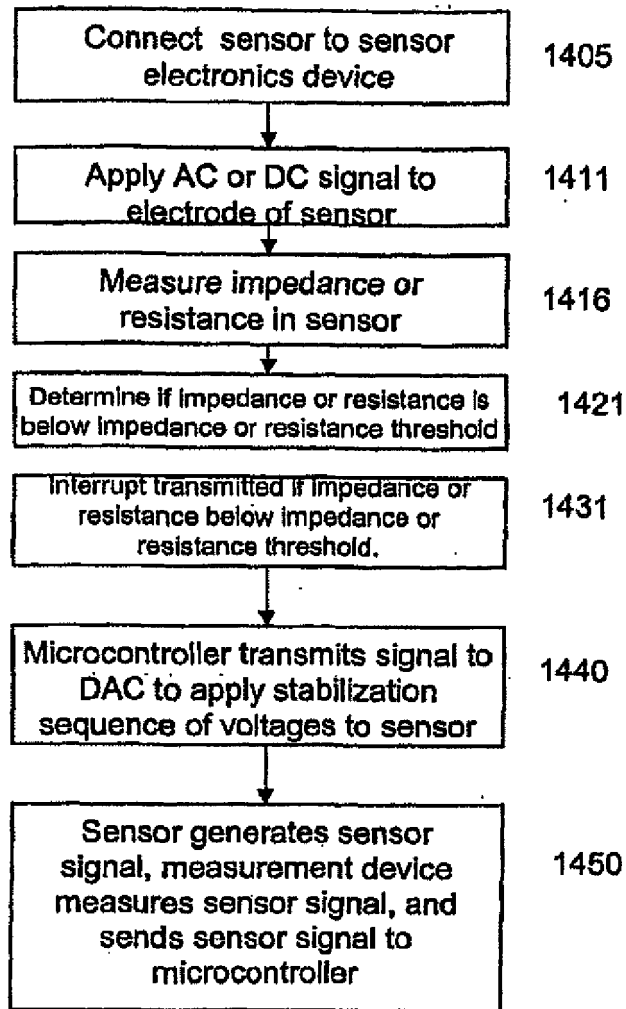 Connect sensor to sensor
electronics device
1405
Apply AC or DC signal to
electrode of sensor
1411
Measure impedance or
resistance in sensor
1416
Determine if impedance or resistance is
below impedance or resistance threshold
1421
Interrupt transmitted if impedance or
resistance below impedance or
resistance threshold.
1431
Microcontroller transmits signal to
DAC to apply stabilization
sequence of voltages to sensor
1440
Sensor generates sensor
signal, measurement device
measures sensor signal, and
sends sensor signal to
microcontroller
1450